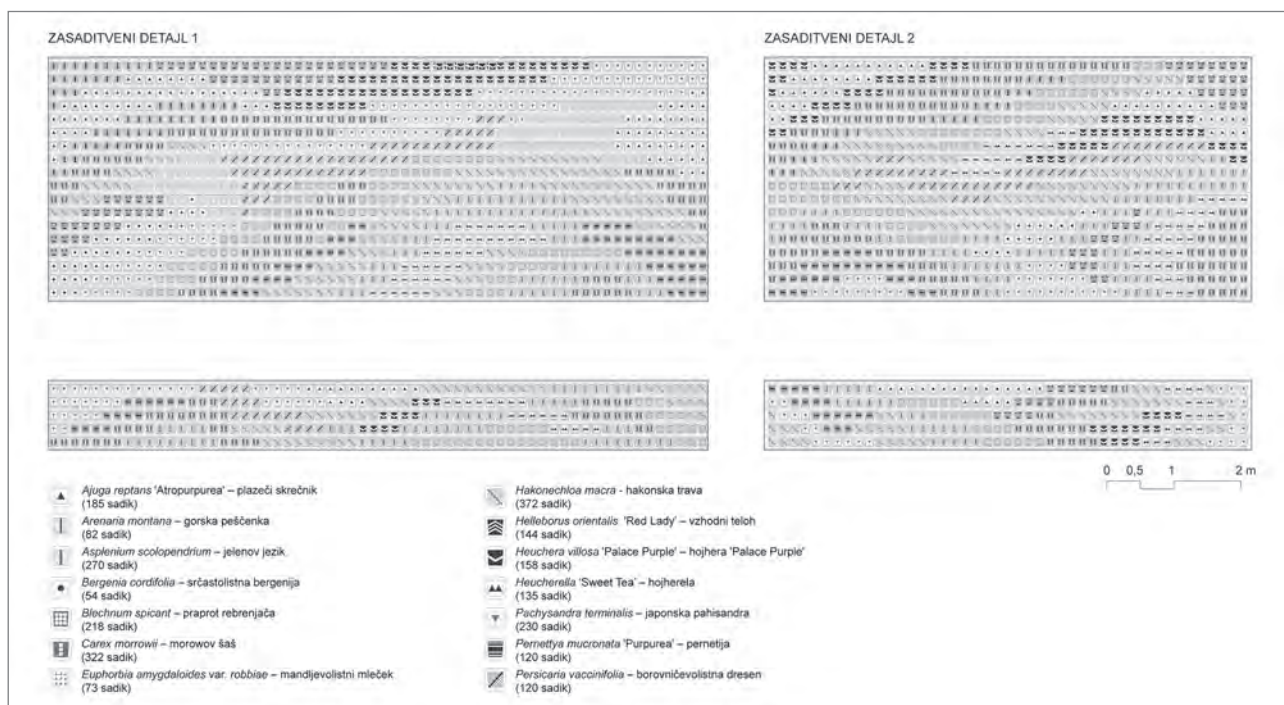 ZASADITVENI DETAJL 1
ZASADITVENI DETAJL 2
0 0,5 1 2 m
Ajuga reptans 'Atropurpurea' – plazeči skrečnik
(185 sadik)
Arenaria montana – gorska peščenka
(82 sadik)
Asplenium scolopendrium – jelenov jezik
(270 sadik)
Bergenia cordifolia – srčastolistna bergenija
(54 sadik)
Blechnum spicant – praprot rebrenjača
(218 sadik)
Carex morrowii – morowov šaš
(322 sadik)
Euphorbia amygdaloides var. robbiae – mandljevolistni mleček
(73 sadik)
Hakonechloa macra - hakonska trava
(372 sadik)
Helleborus orientalis 'Red Lady' – vzhodni teloh
(144 sadik)
Heuchera villosa 'Palace Purple' – hojhera 'Palace Purple'
(158 sadik)
Heucherella 'Sweet Tea' – hojherela
(135 sadik)
Pachysandra terminalis – japonska pahisandra
(230 sadik)
Pernettya mucronata 'Purpurea' – pernetija
(120 sadik)
Persicaria vaccinifolia – borovničevolistna dresen
(120 sadik)